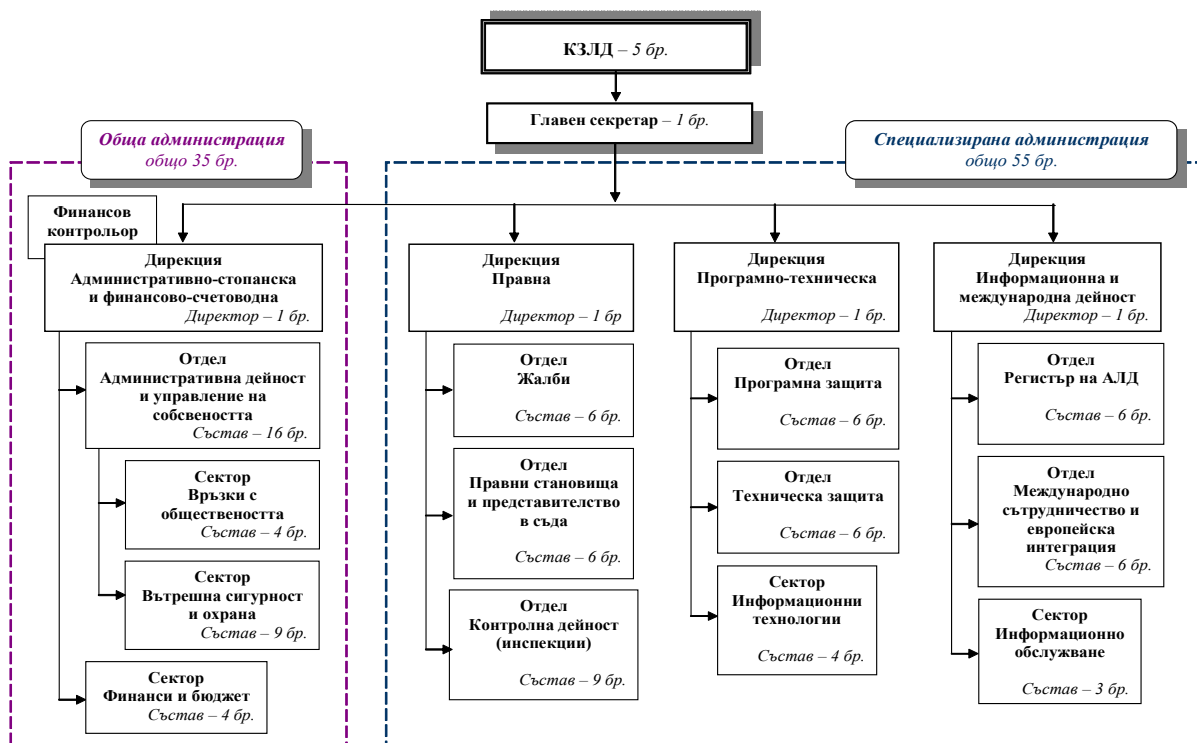 КЗЛД – 5 бр.
Главен секретар – 1 бр.
Обща администрация
общо 35 бр.
Специализирана администрация
общо 55 бр.
Финансов
контрольор
Дирекция
Административно-стопанска
и финансово-счетоводна
Директор – 1 бр.
Отдел
Административна дейност
и управление на
собсвеността
Състав – 16 бр.
Сектор
Връзки с
обществеността
Състав – 4 бр.
Сектор
Вътрешна сигурност
и охрана
Състав – 9 бр.
Сектор
Финанси и бюджет
Състав – 4 бр.
Дирекция
Правна
Директор – 1 бр
Отдел
Жалби
Състав – 6 бр.
Отдел
Правни становища
и представителство
в съда
Състав – 6 бр.
Отдел
Контролна дейност
(инспекции)
Състав – 9 бр.
Дирекция
Програмно-техническа
Директор – 1 бр.
Отдел
Програмна защита
Състав – 6 бр.
Отдел
Техническа защита
Състав – 6 бр.
Сектор
Информационни
технологии
Състав – 4 бр.
Дирекция
Информационна и
международна дейност
Директор – 1 бр.
Отдел
Регистър на АЛД
Състав – 6 бр.
Отдел
Международно
сътрудничество и
европейска
интеграция
Състав – 6 бр.
Сектор
Информационно
обслужване
Състав – 3 бр.